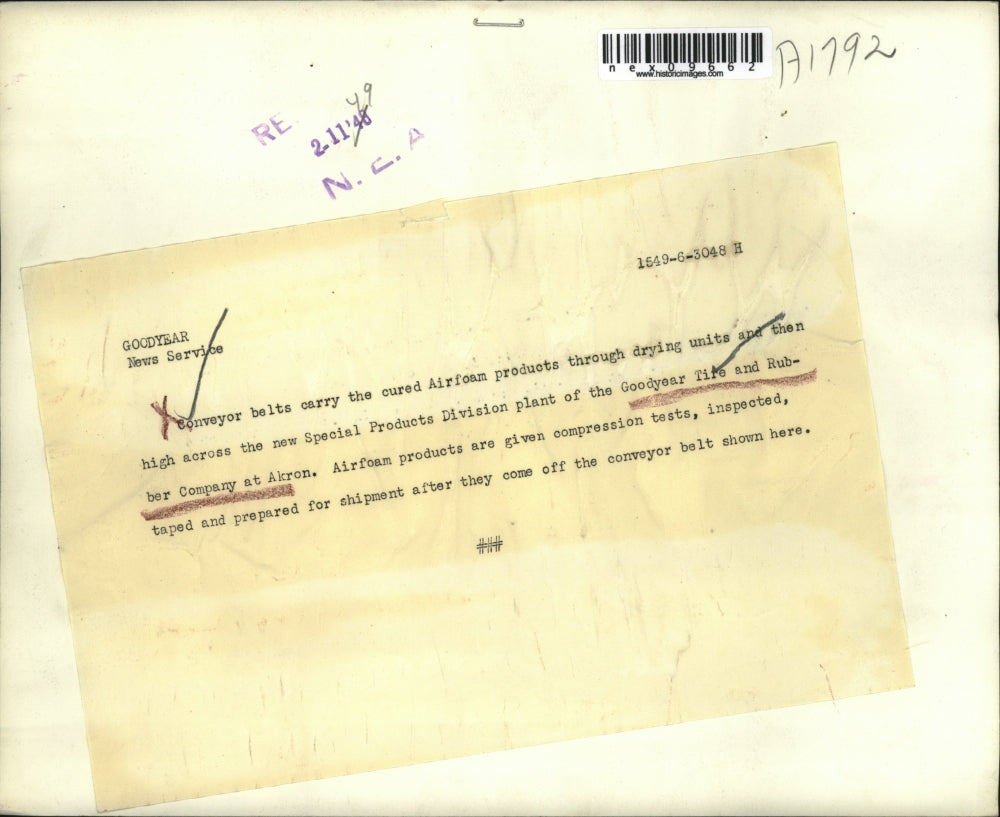 nex09662
www.historicimages.com
A1792
49
RE
2-11'48
N.E.A
1549-6-3048 H
GOODYEAR
News Service
X Conveyor belts carry the cured Airfoam products through drying units and then
high across the new Special Products Division plant of the Goodyear Tire and Rub-
ber Company at Akron. Airfoam products are given compression tests, inspected,
taped and prepared for shipment after they come off the conveyor belt shown here.
###